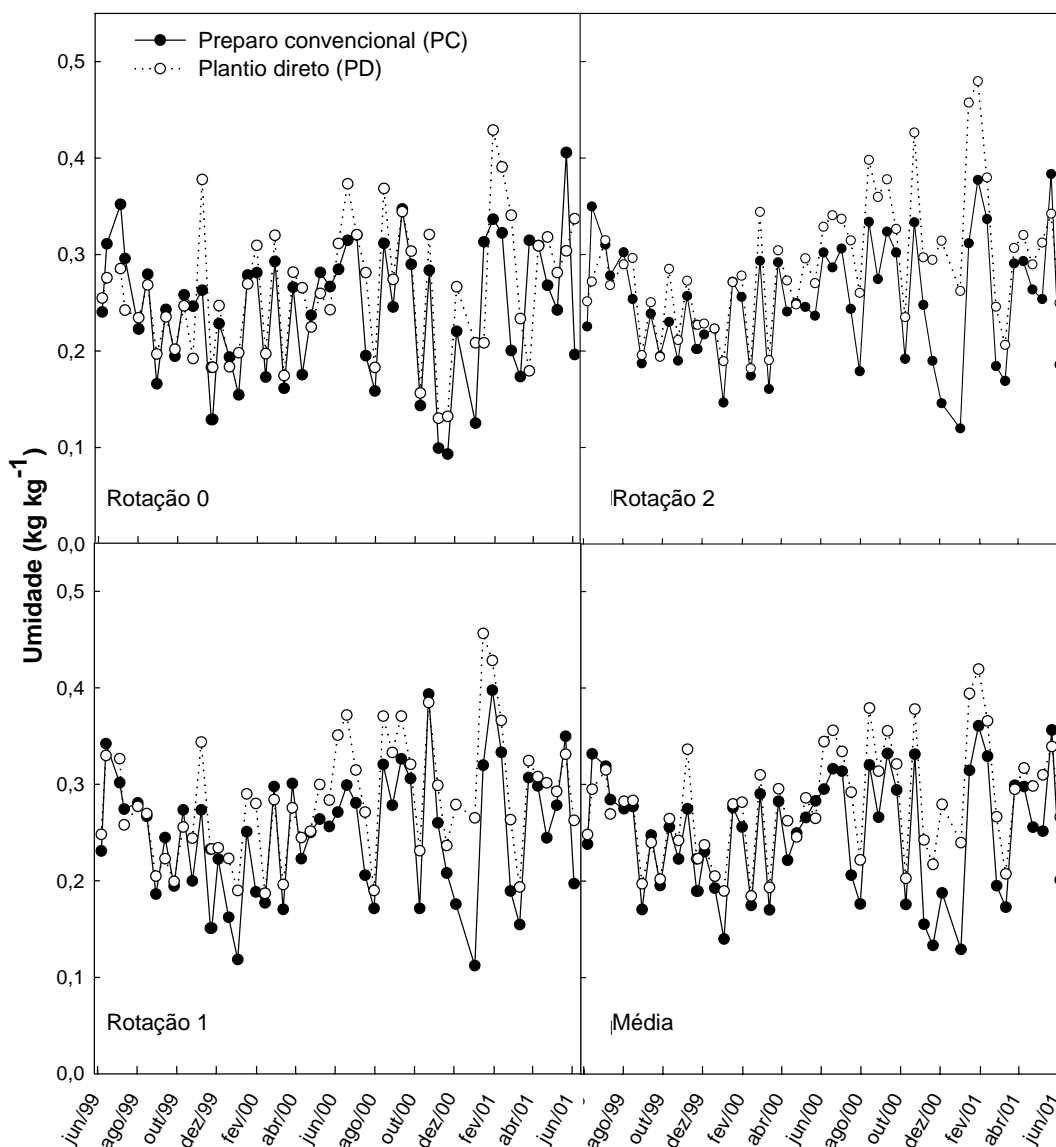 Preparo convencional (PC)
Plantio direto (PD)
0,5
0,4
0,3
0,2
0,1
0,0
Rotação 0
Rotação 2
Umidade (kg kg⁻¹)
0,5
0,4
0,3
0,2
0,1
0,0
Rotação 1
Média
jun/99
ago/99
out/99
dez/99
fev/00
abr/00
jun/00
ago/00
out/00
dez/00
fev/01
abr/01
jun/01
ago/99
out/99
dez/99
fev/00
abr/00
jun/00
ago/00
out/00
dez/00
fev/01
abr/01
jun/01